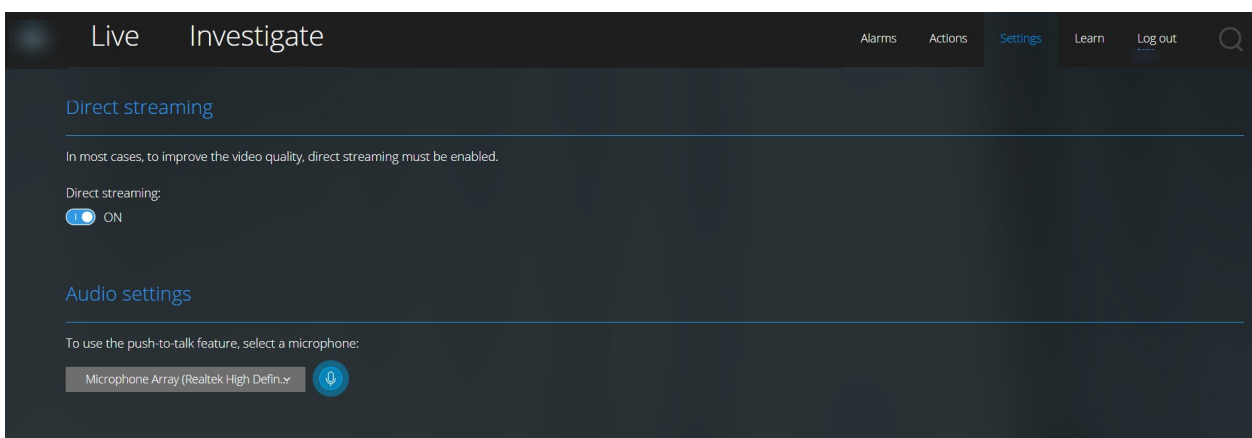 Live Investigate Alarms Actions Settings Learn Log out
Direct streaming
In most cases, to improve the video quality, direct streaming must be enabled.
Direct streaming:
ON
Audio settings
To use the push-to-talk feature, select a microphone:
Microphone Array (Realtek High Defin..